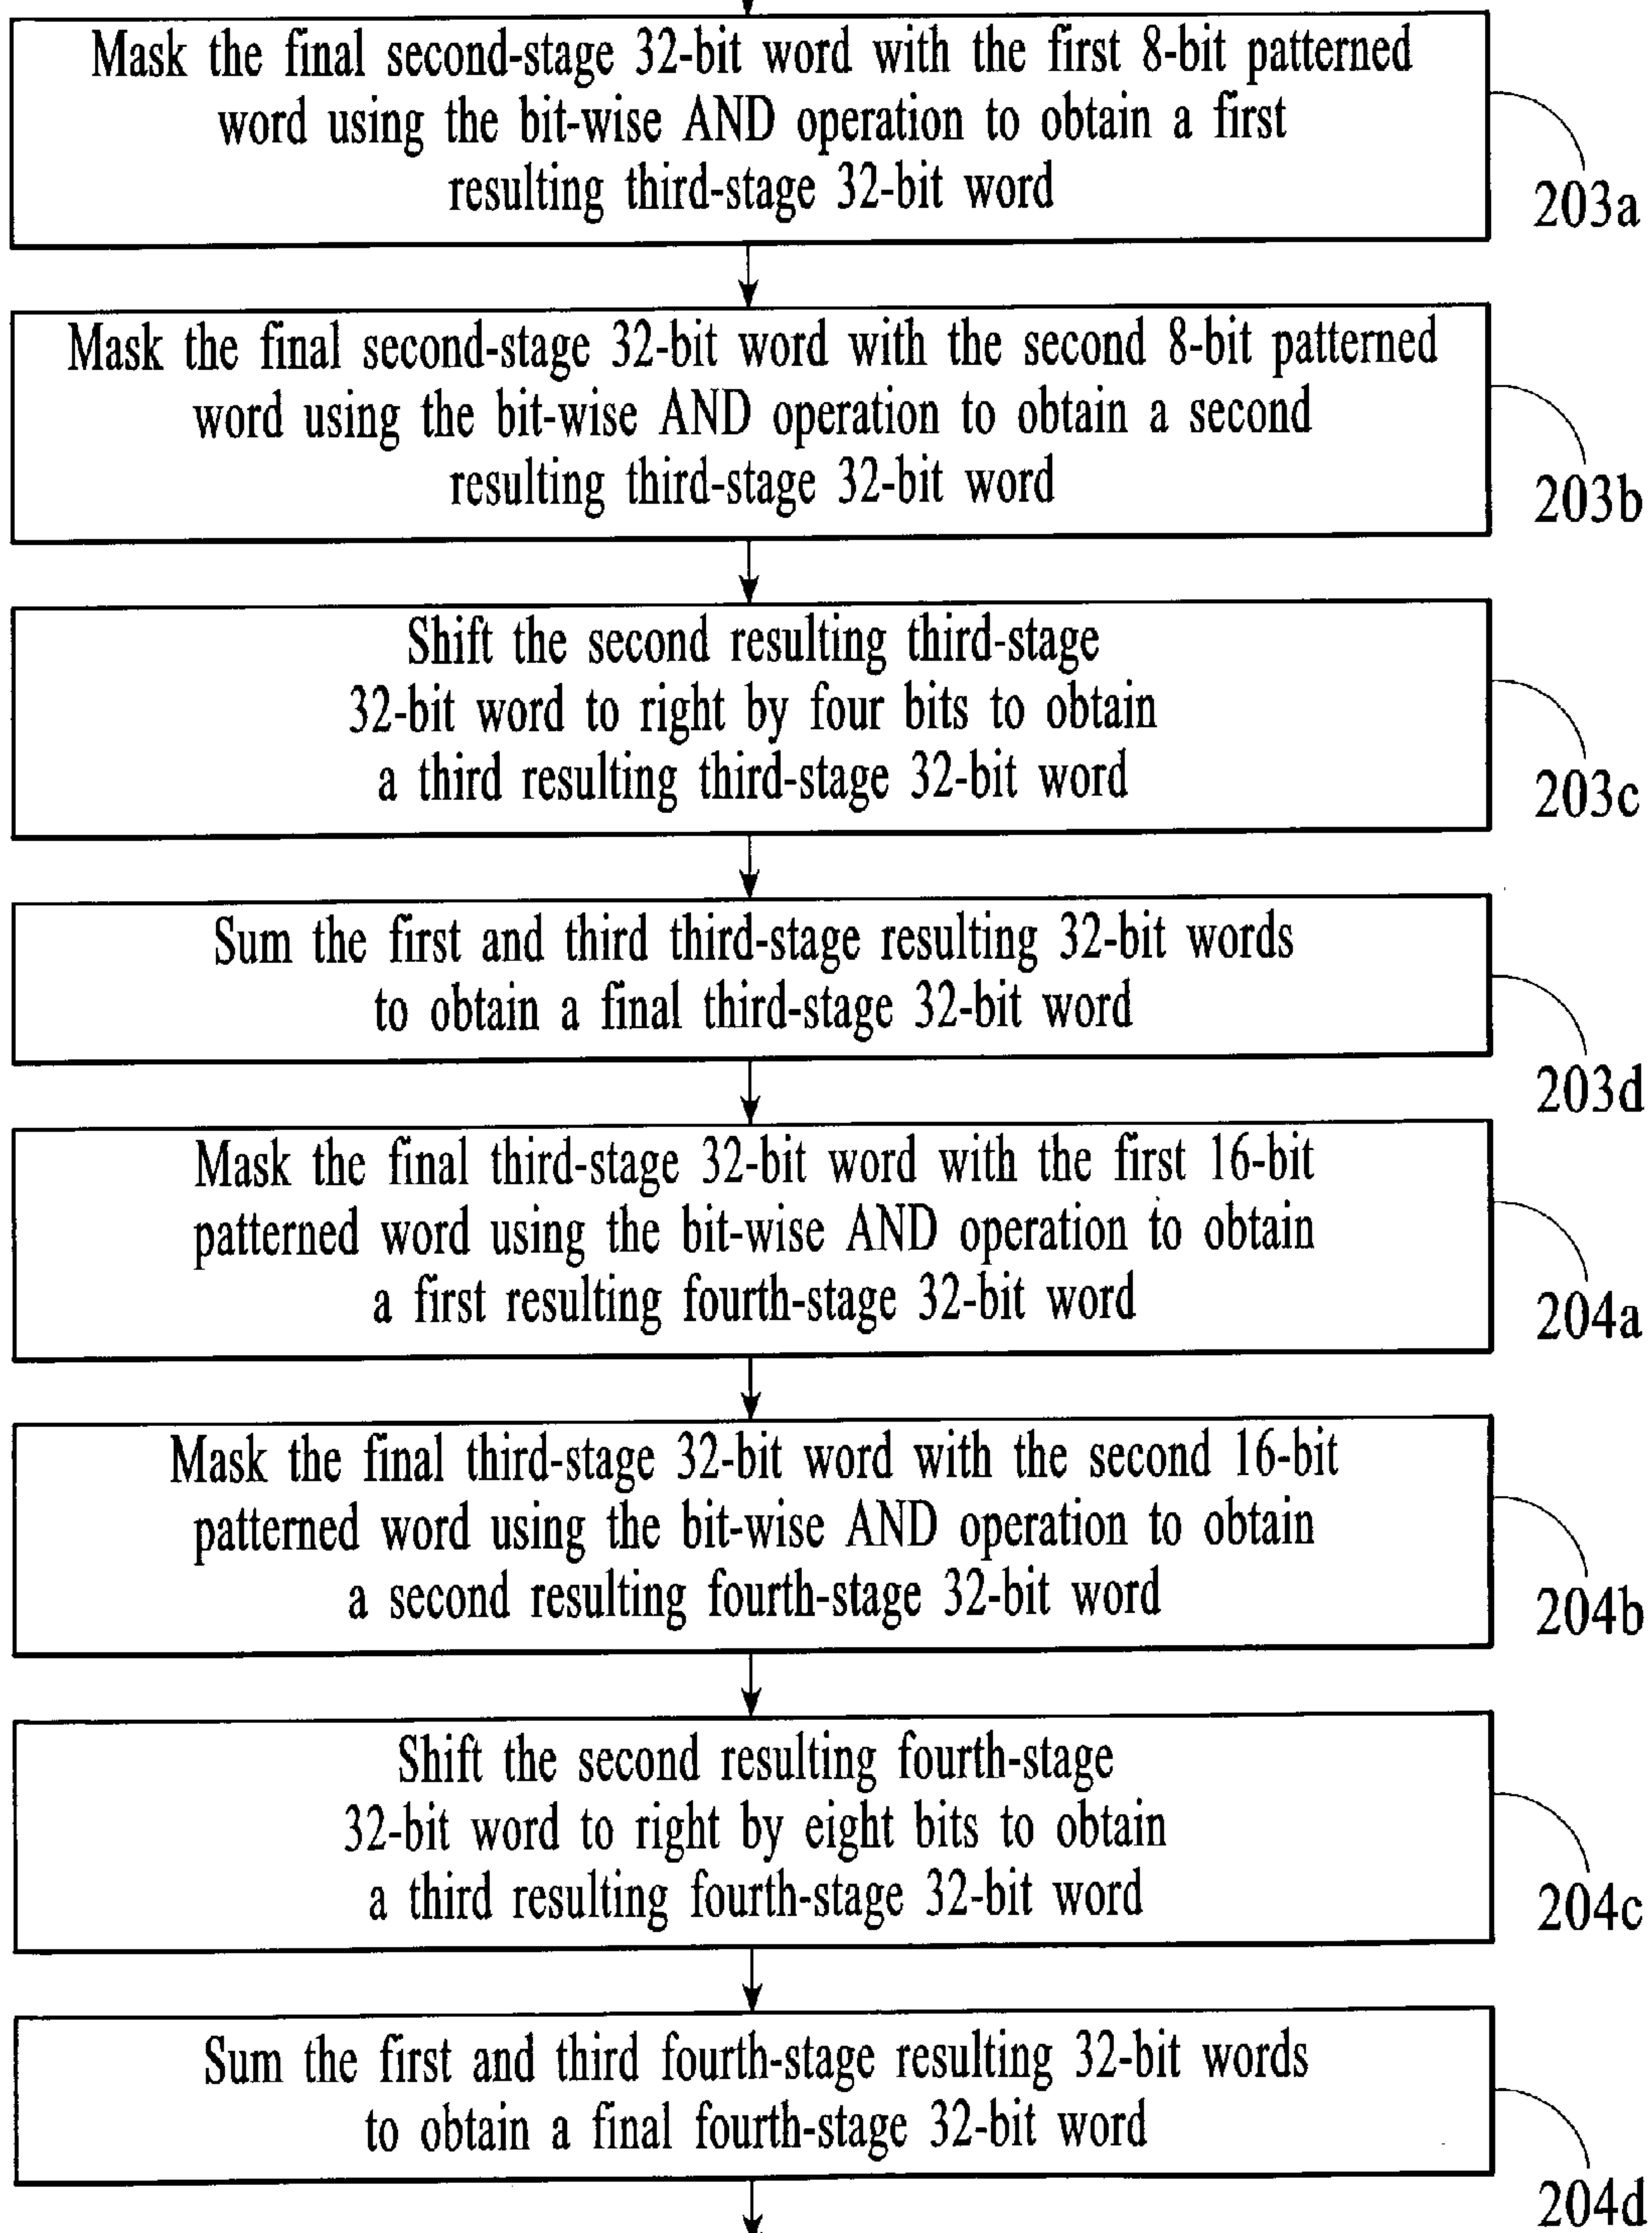 Mask the final second-stage 32-bit word with the first 8-bit patterned
word using the bit-wise AND operation to obtain a first
resulting third-stage 32-bit word
203a
Mask the final second-stage 32-bit word with the second 8-bit patterned
word using the bit-wise AND operation to obtain a second
resulting third-stage 32-bit word
203b
Shift the second resulting third-stage
32-bit word to right by four bits to obtain
a third resulting third-stage 32-bit word
203c
Sum the first and third third-stage resulting 32-bit words
to obtain a final third-stage 32-bit word
203d
Mask the final third-stage 32-bit word with the first 16-bit
patterned word using the bit-wise AND operation to obtain
a first resulting fourth-stage 32-bit word
204a
Mask the final third-stage 32-bit word with the second 16-bit
patterned word using the bit-wise AND operation to obtain
a second resulting fourth-stage 32-bit word
204b
Shift the second resulting fourth-stage
32-bit word to right by eight bits to obtain
a third resulting fourth-stage 32-bit word
204c
Sum the first and third fourth-stage resulting 32-bit words
to obtain a final fourth-stage 32-bit word
204d